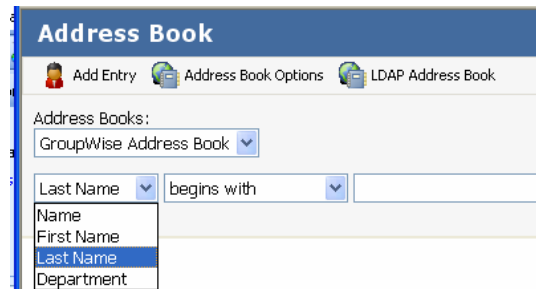 Address Book
Add Entry Address Book Options LDAP Address Book
Address Books:
GroupWise Address Book
Last Name begins with
Name
First Name
Last Name
Department